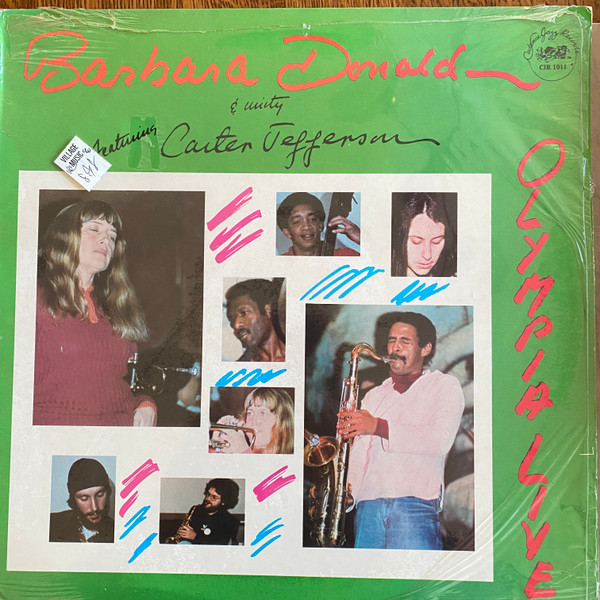 Barbara Donald
& unity
featuring Carter Jefferson
OLYMPIA LIVE
CJR 1011
VILLAGE
MUSIC